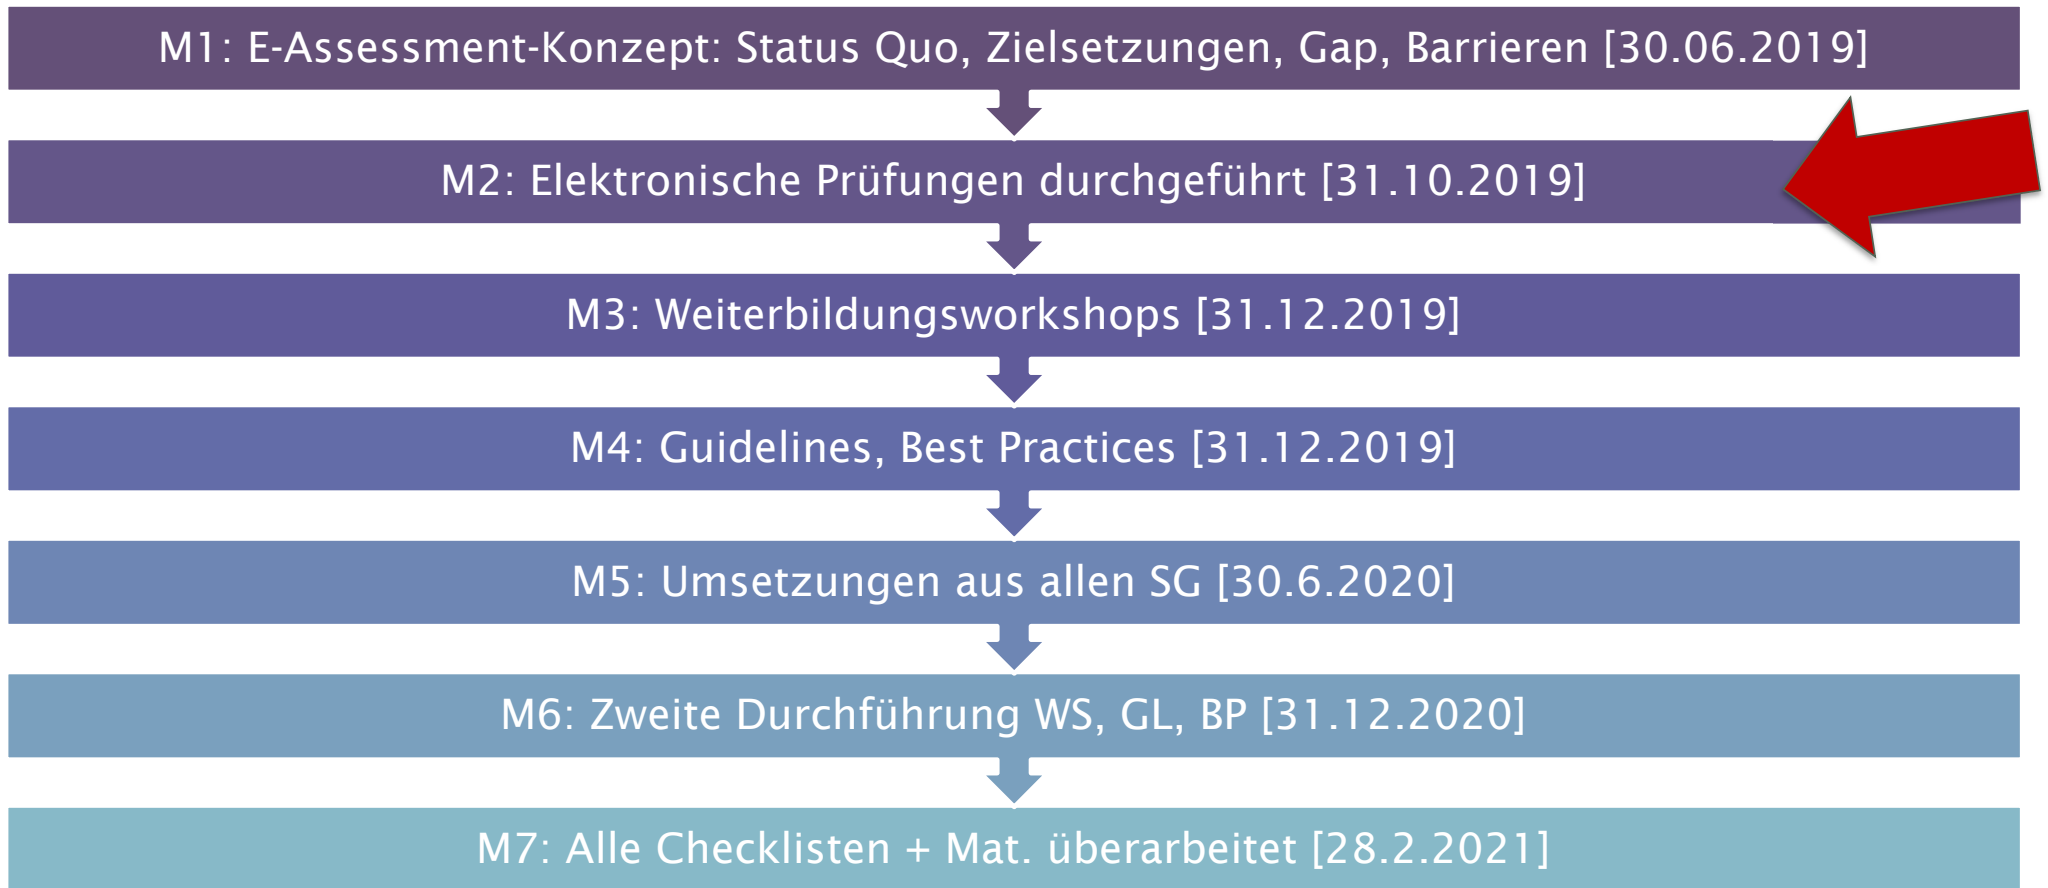 M1: E-Assessment-Konzept: Status Quo, Zielsetzungen, Gap, Barrieren [30.06.2019]
M2: Elektronische Prüfungen durchgeführt [31.10.2019]
M3: Weiterbildungsworkshops [31.12.2019]
M4: Guidelines, Best Practices [31.12.2019]
M5: Umsetzungen aus allen SG [30.6.2020]
M6: Zweite Durchführung WS, GL, BP [31.12.2020]
M7: Alle Checklisten + Mat. überarbeitet [28.2.2021]